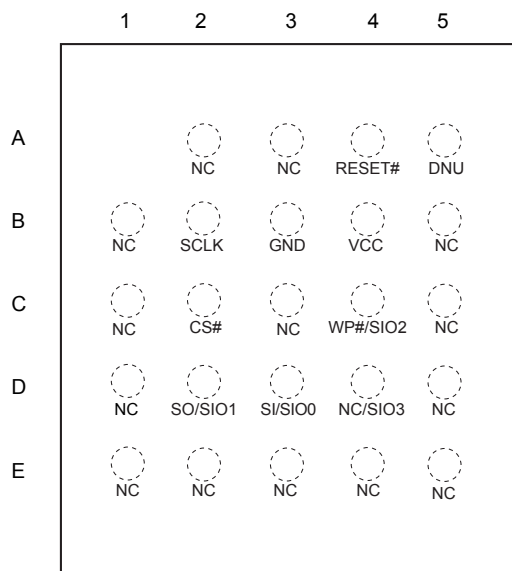 1 2 3 4 5
A
NC NC RESET# DNU
B
NC SCLK GND VCC NC
C
NC CS# NC WP#/SIO2 NC
D
NC SO/SIO1 SI/SIO0 NC/SIO3 NC
E
NC NC NC NC NC